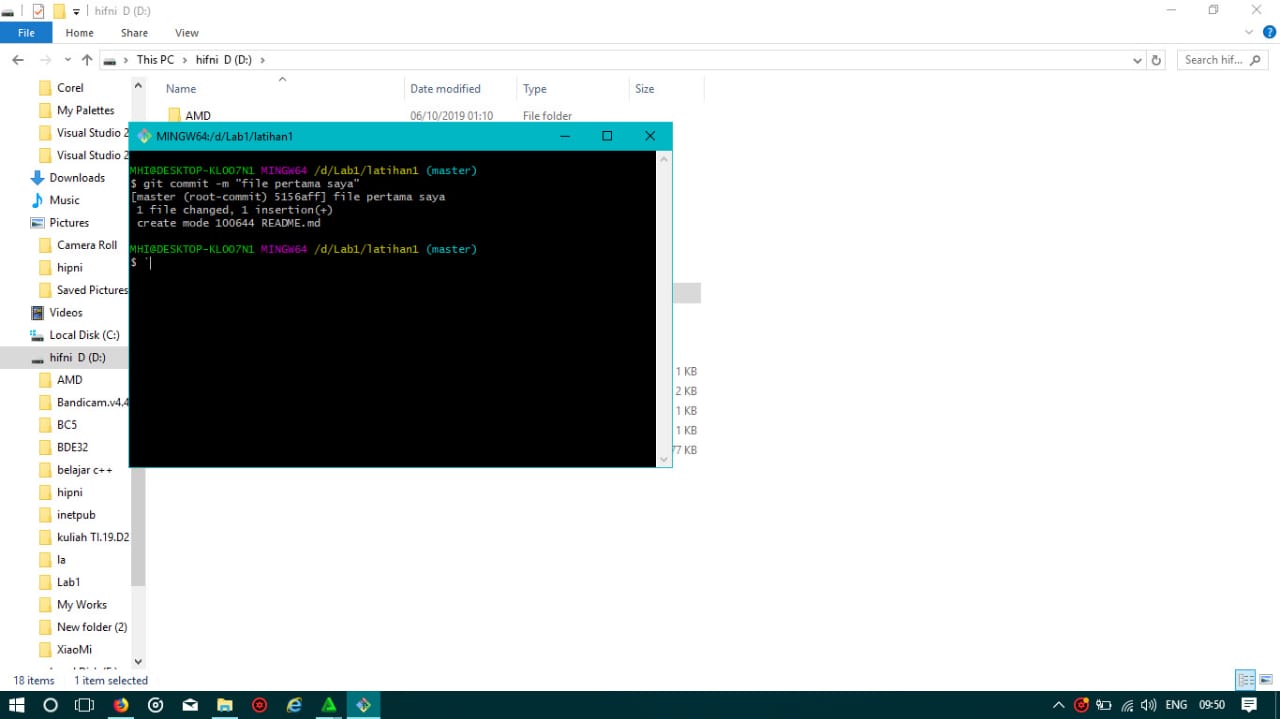 hifni D (D:)
File
Home
Share
View
This PC
hifni D (D:)
Search hif...
Corel
My Palettes
Visual Studio 2
Visual Studio 2
Downloads
Music
Pictures
Camera Roll
hipni
Saved Pictures
Videos
Local Disk (C:)
hifni D (D:)
AMD
Bandicam.v4.4
BC5
BDE32
belajar c++
hipni
inetpub
kuliah TI.19.D2
la
Lab1
My Works
New folder (2)
XiaoMi
Name
Date modified
Type
Size
AMD
06/10/2019 01:10
File folder
1 KB
2 KB
1 KB
1 KB
77 KB
MINGW64:/d/Lab1/latihan1
MHI@DESKTOP-KLOO7N1 MINGW64 /d/Lab1/latihan1 (master)
$ git commit -m "file pertama saya"
[master (root-commit) 5156aff] file pertama saya
1 file changed, 1 insertion(+)
create mode 100644 README.md
MHI@DESKTOP-KLOO7N1 MINGW64 /d/Lab1/latihan1 (master)
$ `
18 items
1 item selected
ENG
09:50